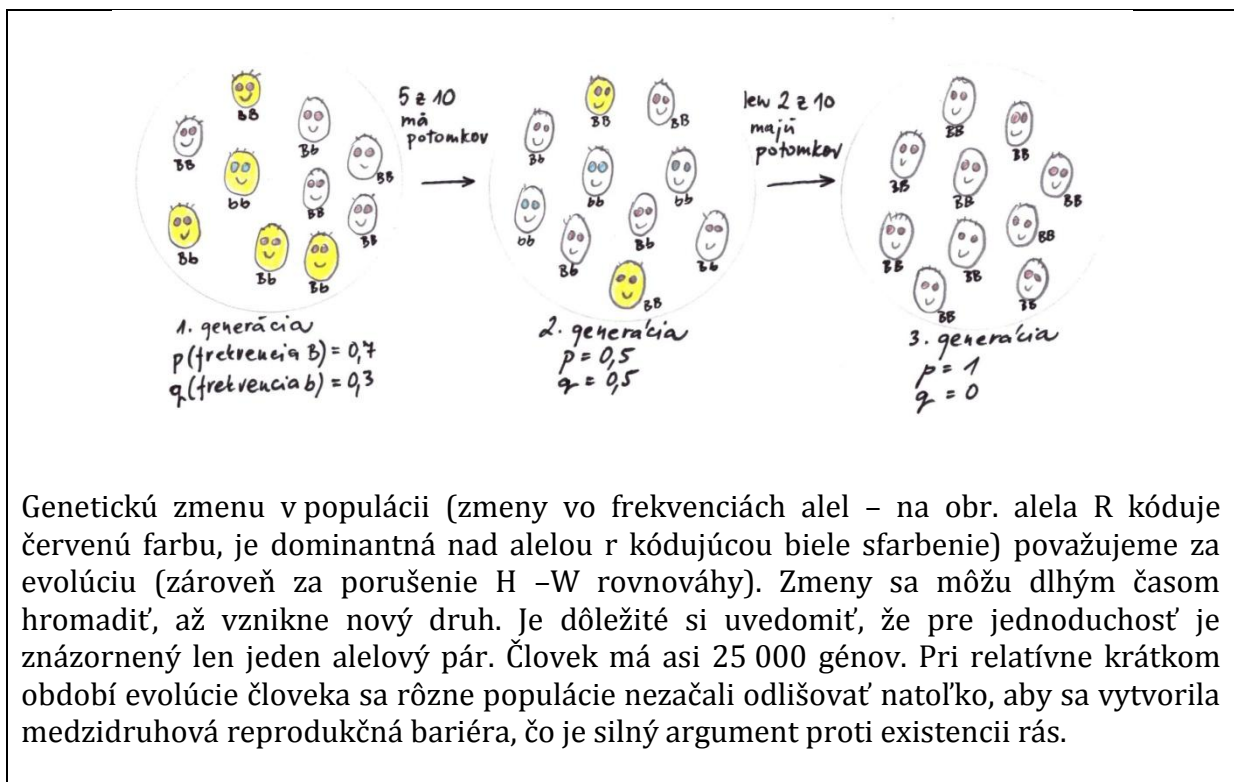 5 z 10
má
potomkov
len 2 z 10
majú
potomkov
BB
BB
Bb
BB
bb
BB
BB
Bb
Bb
Bb
BB
BB
Bb
bb
bb
bb
Bb
Bb
Bb
BB
BB
BB
BB
BB
BB
BB
BB
BB
BB
BB
1. generácia
p(frekvencia B) = 0,7
q(frekvencia b) = 0,3
2. generácia
p = 0,5
q = 0,5
3. generácia
p = 1
q = 0
Genetickú zmenu v populácii (zmeny vo frekvenciách alel – na obr. alela R kóduje
červenú farbu, je dominantná nad alelou r kódujúcou biele sfarbenie) považujeme za
evolúciu (zároveň za porušenie H –W rovnováhy). Zmeny sa môžu dlhým časom
hromadiť, až vznikne nový druh. Je dôležité si uvedomiť, že pre jednoduchosť je
znázornený len jeden alelový pár. Človek má asi 25 000 génov. Pri relatívne krátkom
období evolúcie človeka sa rôzne populácie nezačali odlišovať natoľko, aby sa vytvorila
medzidruhová reprodukčná bariéra, čo je silný argument proti existencii rás.